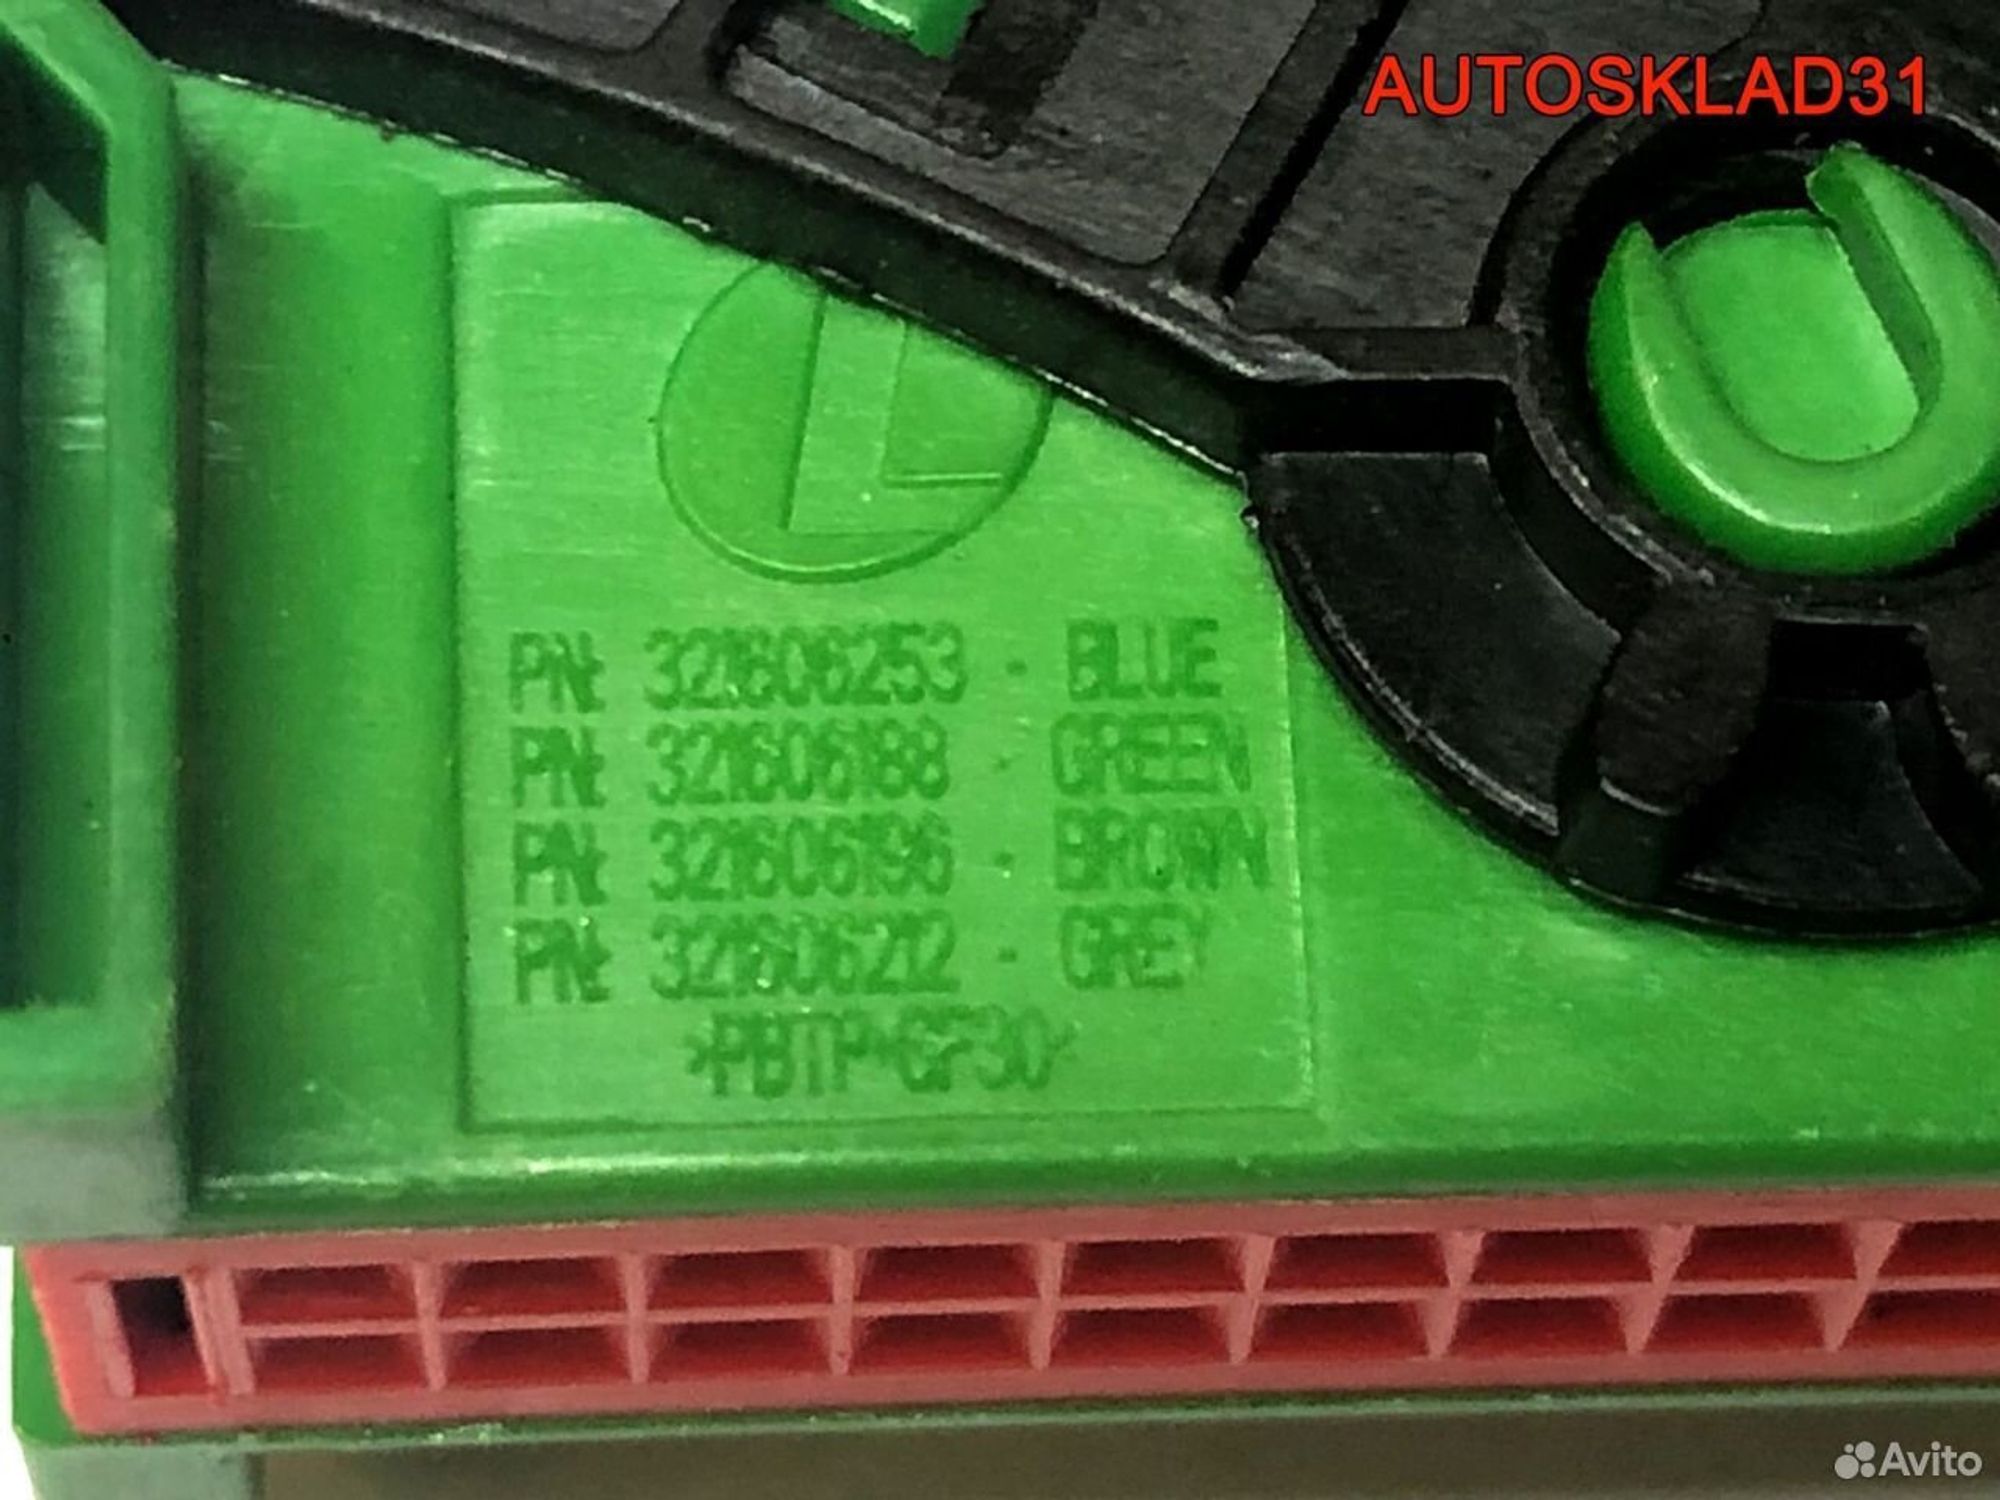 AUTOSKLAD31
L
PN: 321606253 - BLUE
PN: 321606188 - GREEN
PN: 321606196 - BROWN
PN: 321606212 - GREY
>PBTP-GF30<
Avito